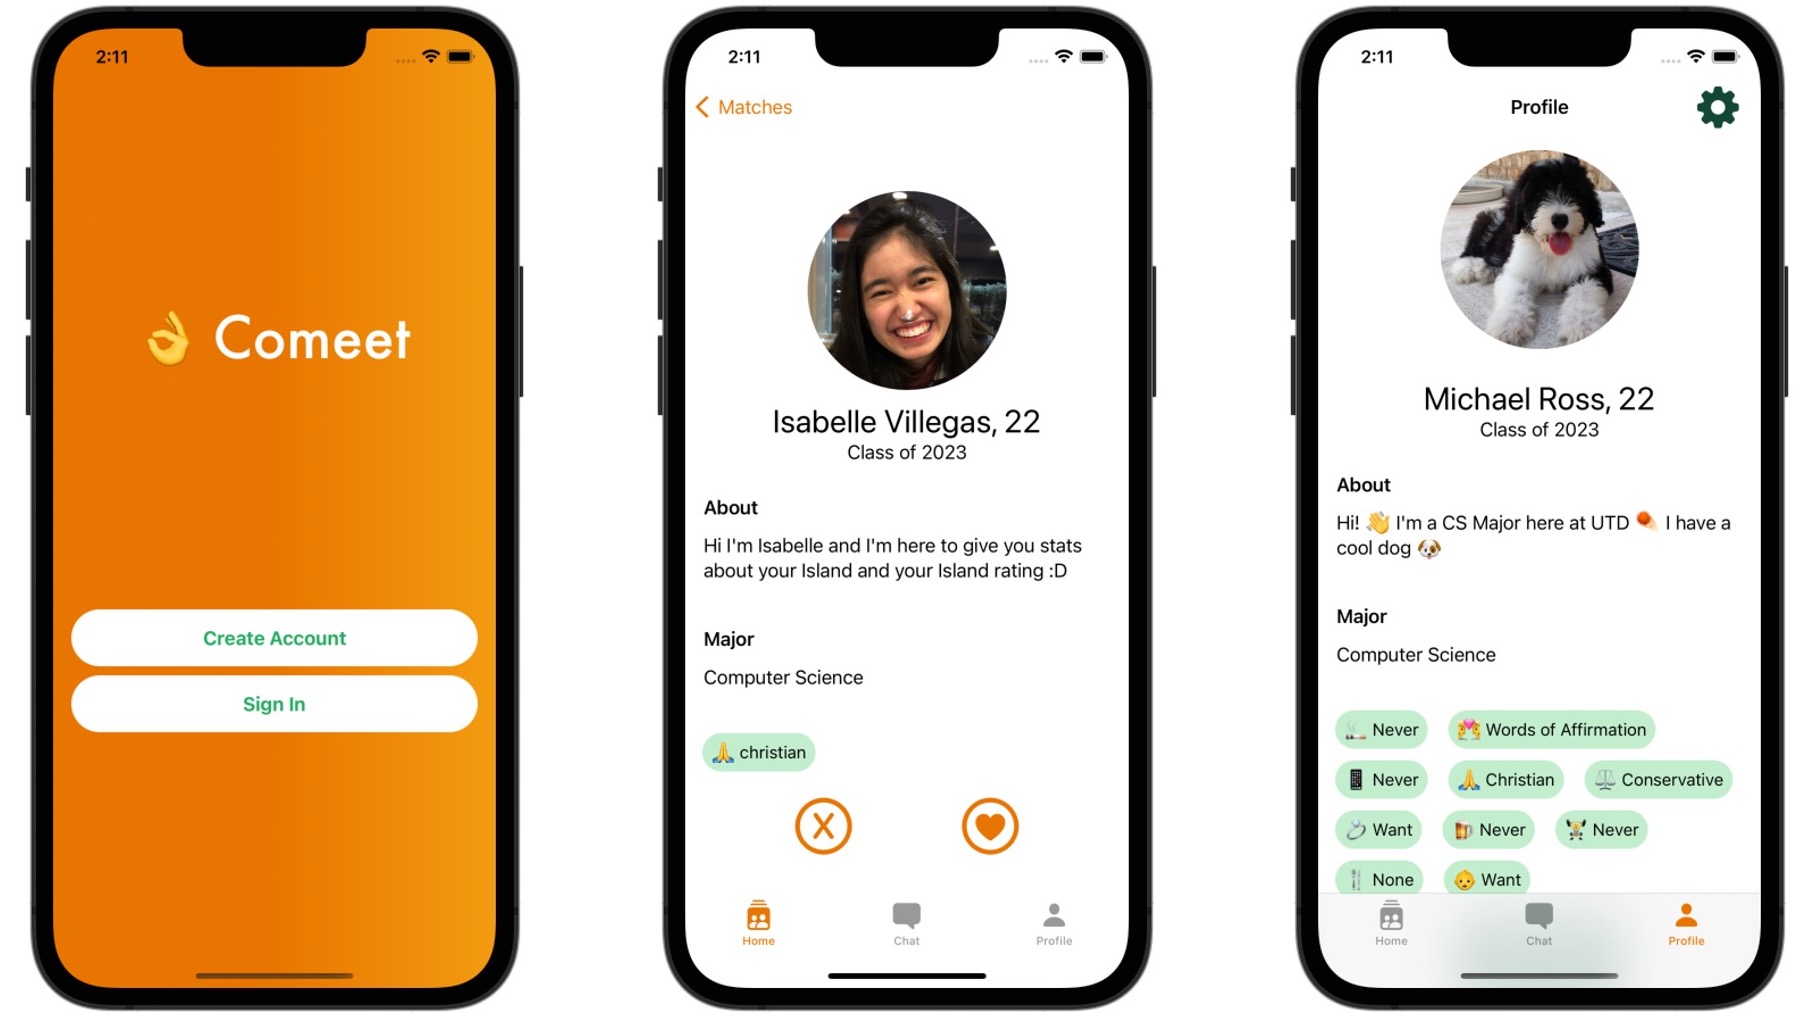 2:11
Comeet
Create Account
Sign In
2:11
Matches
Isabelle Villegas, 22
Class of 2023
About
Hi I'm Isabelle and I'm here to give you stats
about your Island and your Island rating :D
Major
Computer Science
🙏 christian
X
Home
Chat
Profile
2:11
Profile
Michael Ross, 22
Class of 2023
About
Hi! 👋 I'm a CS Major here at UTD ☄️ I have a
cool dog 🐶
Major
Computer Science
🚬 Never
💏 Words of Affirmation
📱 Never
🙏 Christian
⚖️ Conservative
💍 Want
🍺 Never
🏋️ Never
🍴 None
👶 Want
Home
Chat
Profile